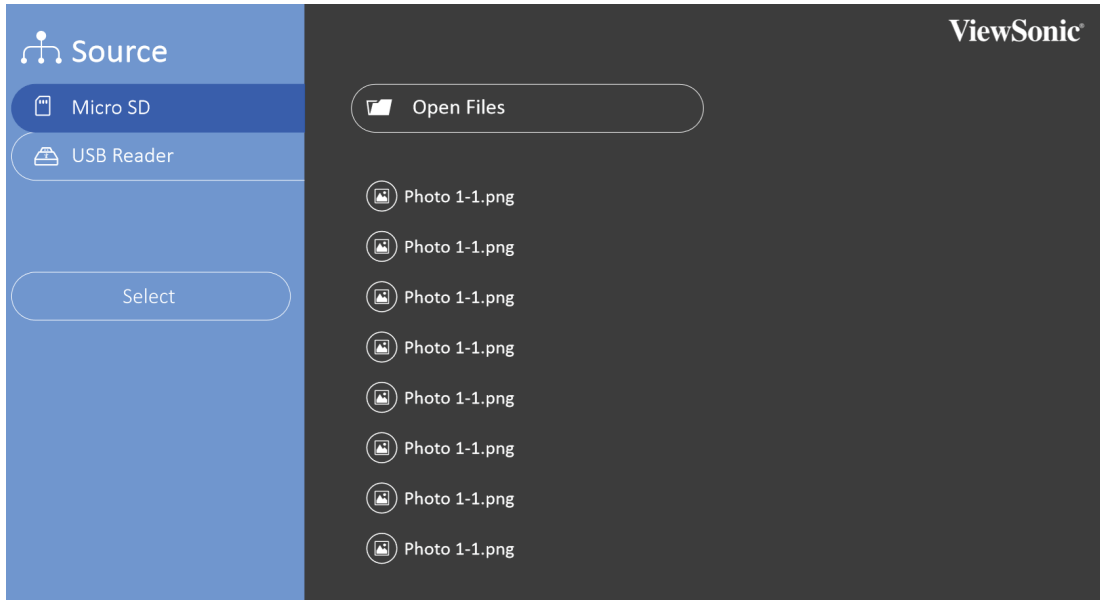 Source
ViewSonic®
Micro SD
USB Reader
Select
Open Files
Photo 1-1.png
Photo 1-1.png
Photo 1-1.png
Photo 1-1.png
Photo 1-1.png
Photo 1-1.png
Photo 1-1.png
Photo 1-1.png